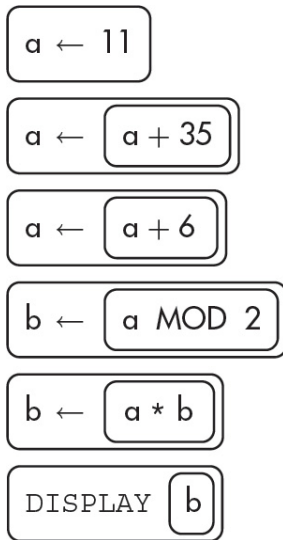 a ← 11
a ← a + 35
a ← a + 6
b ← a MOD 2
b ← a * b
DISPLAY b